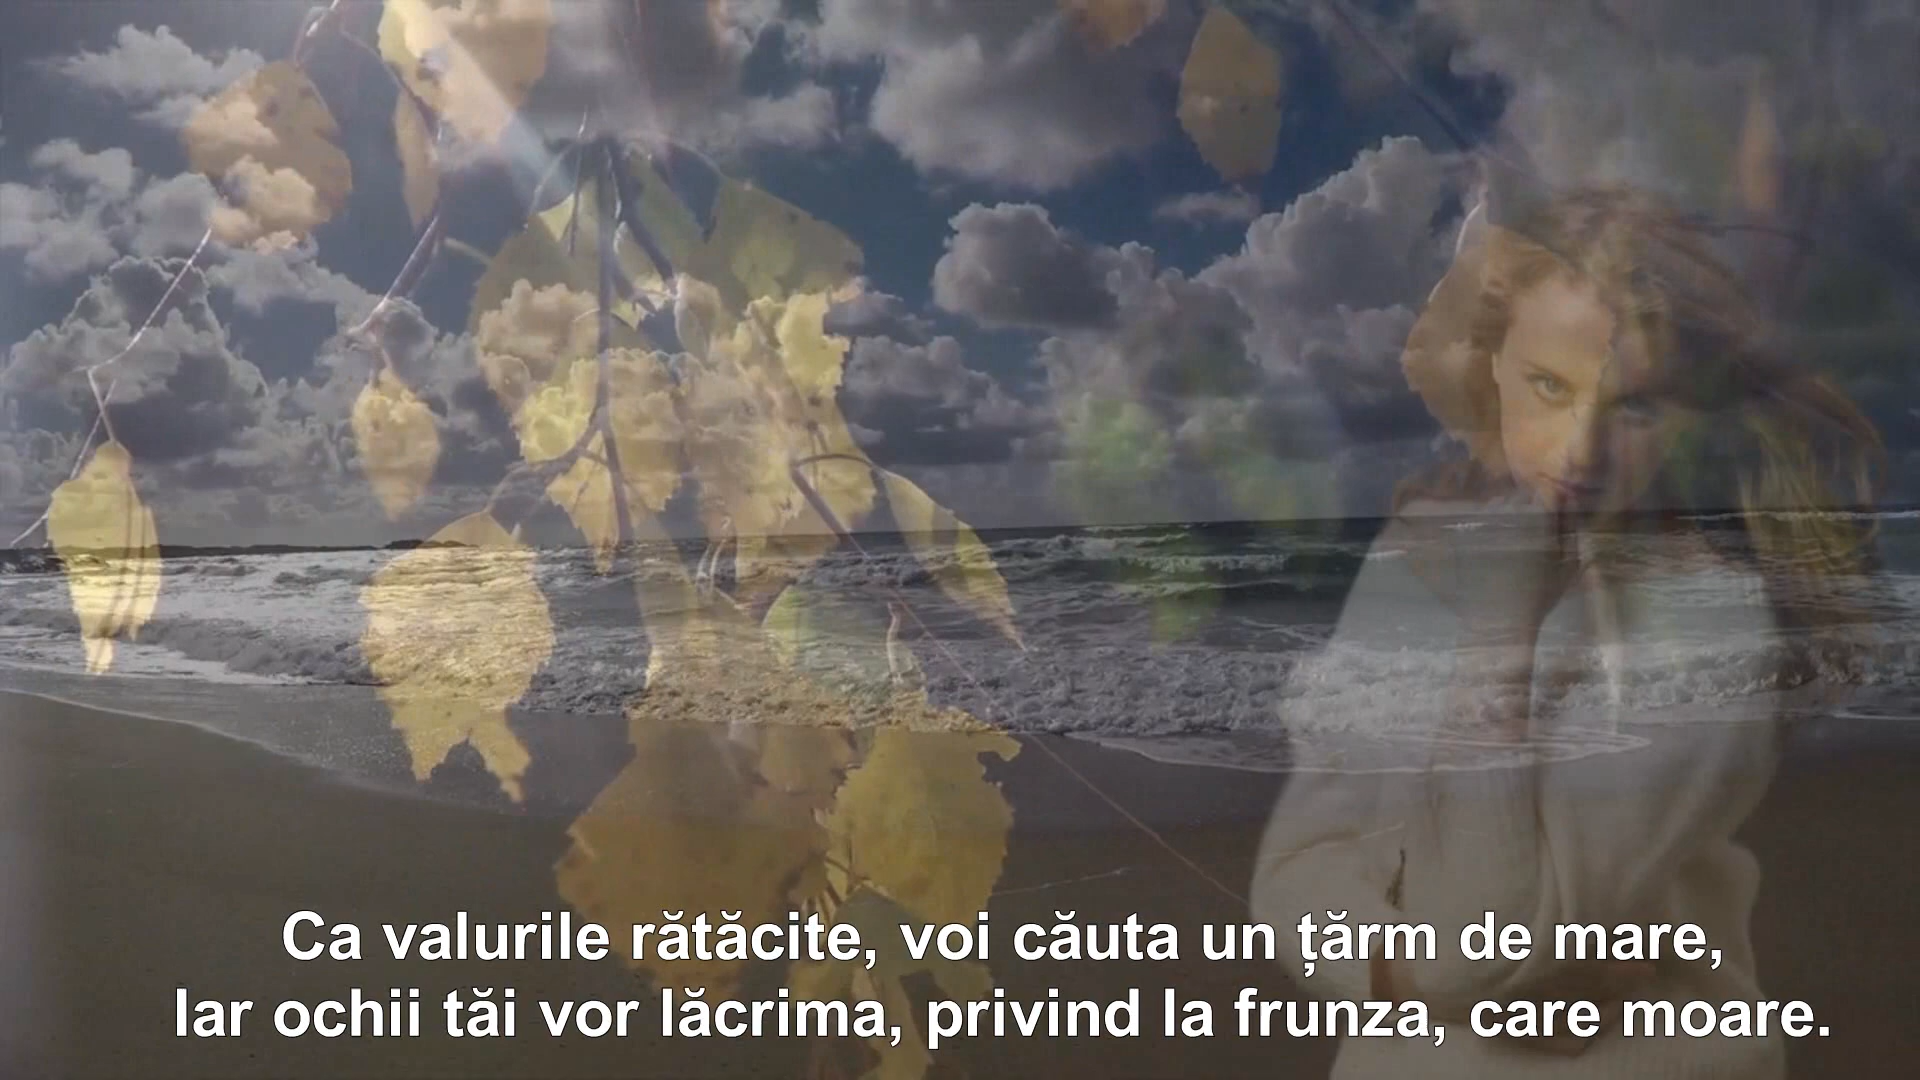 Ca valurile rătăcite, voi căuta un țărm de mare,
Iar ochii tăi vor lăcrima, privind la frunza, care moare.